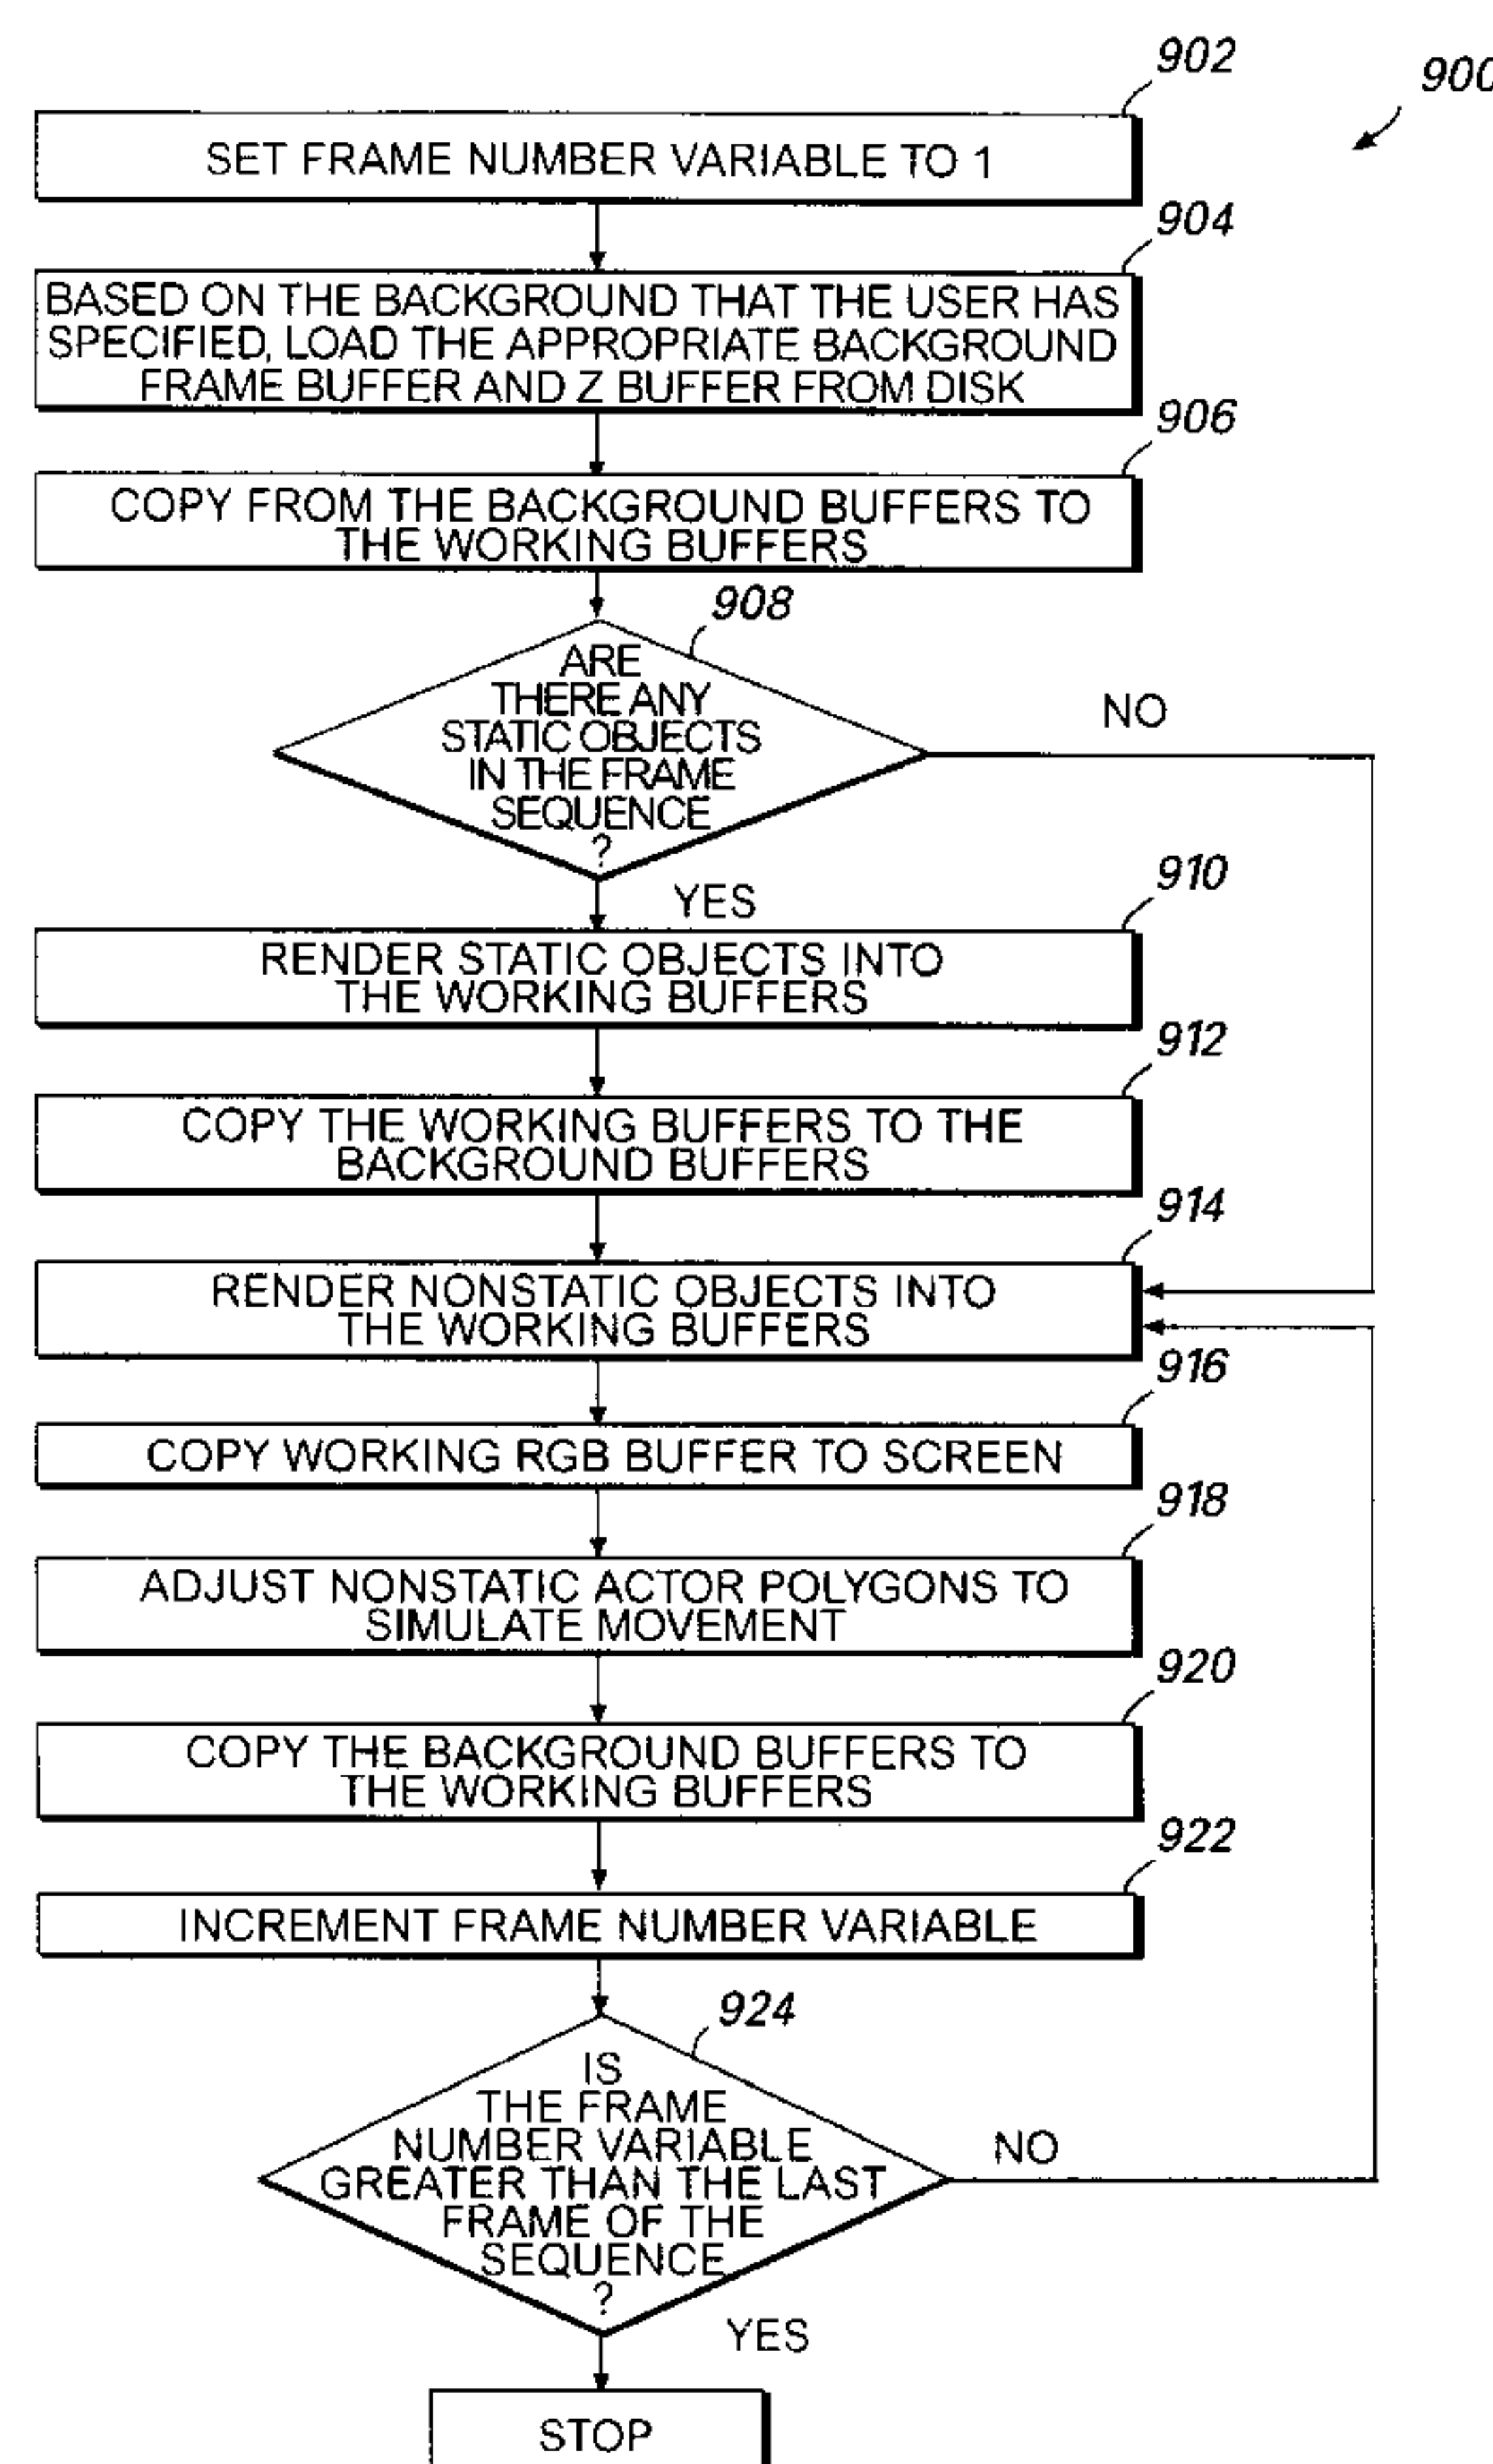 902
900
SET FRAME NUMBER VARIABLE TO 1
904
BASED ON THE BACKGROUND THAT THE USER HAS
SPECIFIED, LOAD THE APPROPRIATE BACKGROUND
FRAME BUFFER AND Z BUFFER FROM DISK
906
COPY FROM THE BACKGROUND BUFFERS TO
THE WORKING BUFFERS
908
ARE
THERE ANY
STATIC OBJECTS
IN THE FRAME
SEQUENCE
?
NO
YES
910
RENDER STATIC OBJECTS INTO
THE WORKING BUFFERS
912
COPY THE WORKING BUFFERS TO THE
BACKGROUND BUFFERS
914
RENDER NONSTATIC OBJECTS INTO
THE WORKING BUFFERS
916
COPY WORKING RGB BUFFER TO SCREEN
918
ADJUST NONSTATIC ACTOR POLYGONS TO
SIMULATE MOVEMENT
920
COPY THE BACKGROUND BUFFERS TO
THE WORKING BUFFERS
922
INCREMENT FRAME NUMBER VARIABLE
924
IS
THE FRAME
NUMBER VARIABLE
GREATER THAN THE LAST
FRAME OF THE
SEQUENCE
?
NO
YES
STOP